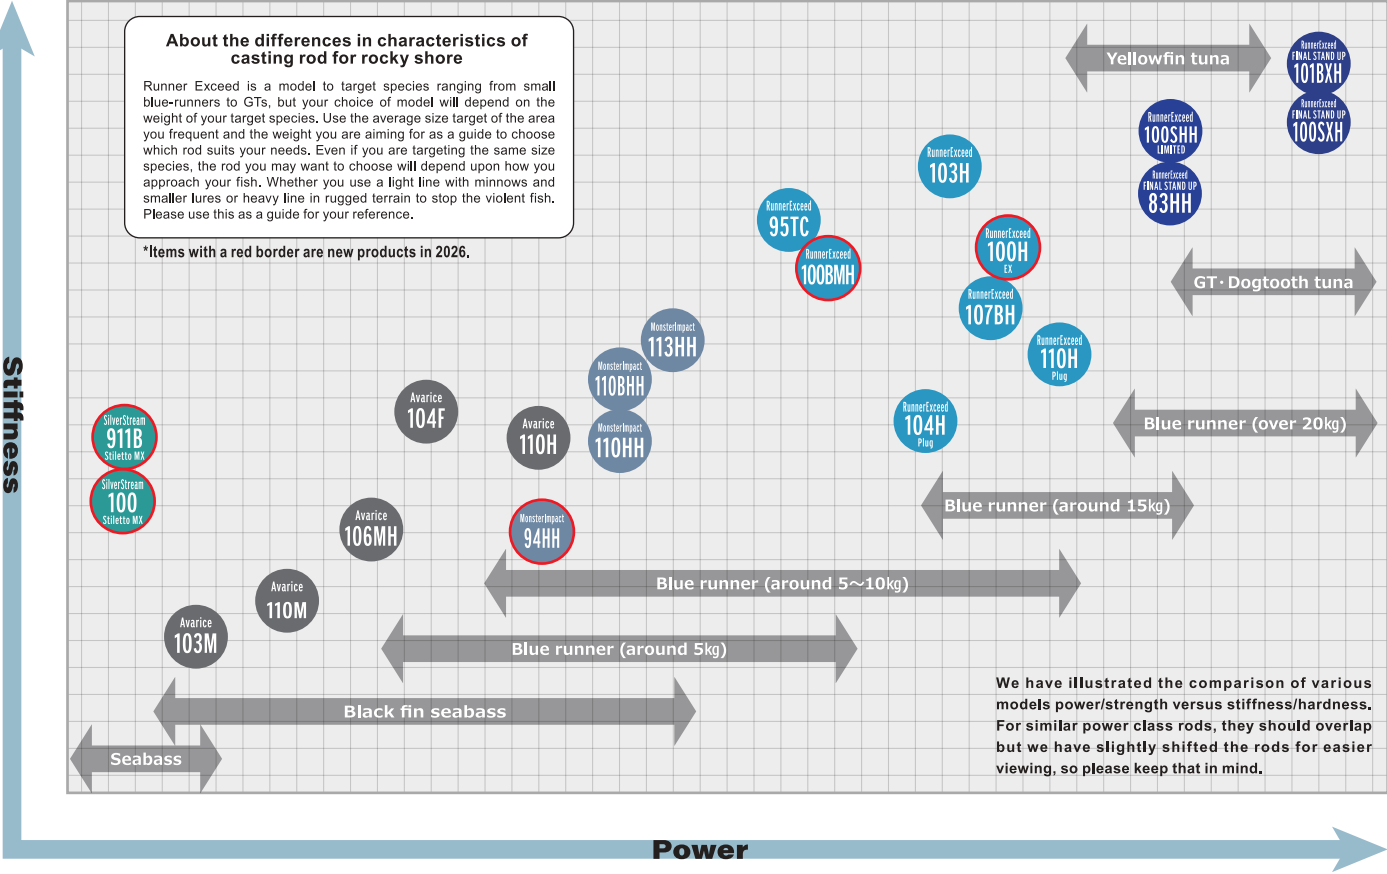 About the differences in characteristics of
casting rod for rocky shore
Runner Exceed is a model to target species ranging from small
blue-runners to GTs, but your choice of model will depend on the
weight of your target species. Use the average size target of the area
you frequent and the weight you are aiming for as a guide to choose
which rod suits your needs. Even if you are targeting the same size
species, the rod you may want to choose will depend upon how you
approach your fish. Whether you use a light line with minnows and
smaller lures or heavy line in rugged terrain to stop the violent fish.
Please use this as a guide for your reference.
*Items with a red border are new products in 2026.
Yellowfin tuna
RunnerExceed
FINAL STAND UP
101BXH
RunnerExceed
FINAL STAND UP
100SXH
RunnerExceed
100SHH
LIMITED
RunnerExceed
FINAL STAND UP
83HH
RunnerExceed
103H
RunnerExceed
95TC
RunnerExceed
100BMH
RunnerExceed
100H
EX
RunnerExceed
107BH
GT・Dogtooth tuna
MonsterImpact
113HH
RunnerExceed
110H
Plug
MonsterImpact
110BHH
MonsterImpact
110HH
Avarice
104F
Avarice
110H
RunnerExceed
104H
Plug
Blue runner (over 20kg)
SilverStream
911B
Stiletto MX
SilverStream
100
Stiletto MX
Blue runner (around 15kg)
Avarice
106MH
MonsterImpact
94HH
Blue runner (around 5～10kg)
Avarice
110M
Avarice
103M
Blue runner (around 5kg)
Black fin seabass
Seabass
We have illustrated the comparison of various
models power/strength versus stiffness/hardness.
For similar power class rods, they should overlap
but we have slightly shifted the rods for easier
viewing, so please keep that in mind.
Stiffness
Power